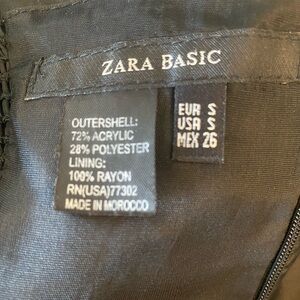 ZARA BASIC
OUTERSHELL:
72% ACRYLIC
28% POLYESTER
LINING:
100% RAYON
RN(USA)77302
MADE IN MOROCCO
EUR S
USA S
MEX 26